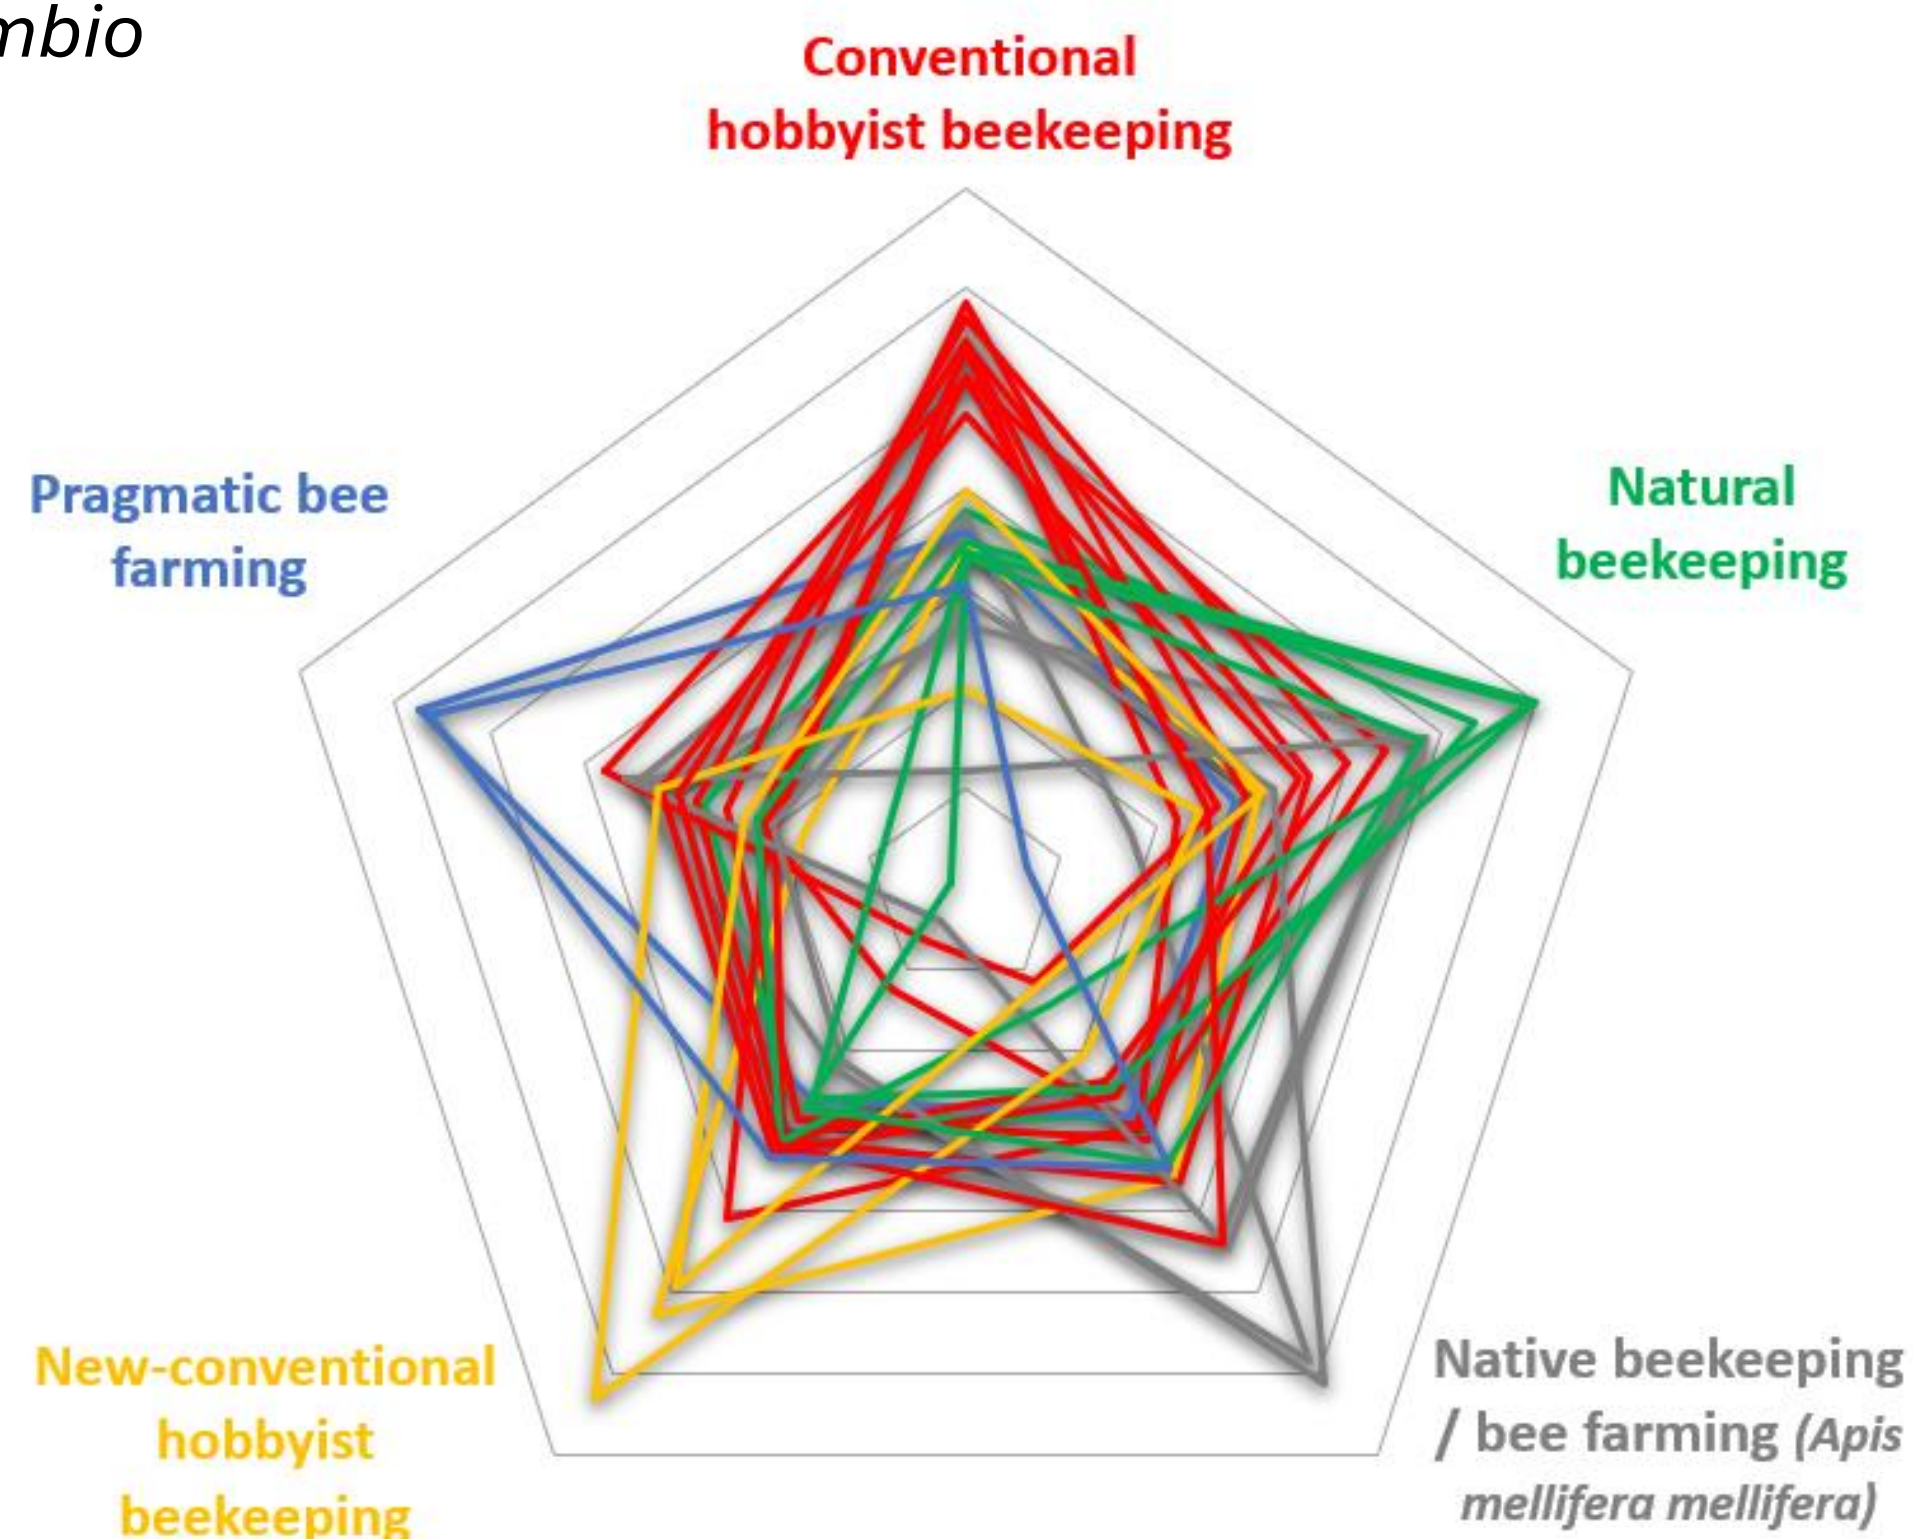 mbio
Conventional
hobbyist beekeeping
Pragmatic bee
farming
Natural
beekeeping
New-conventional
hobbyist
beekeeping
Native beekeeping
/ bee farming (Apis
mellifera mellifera)